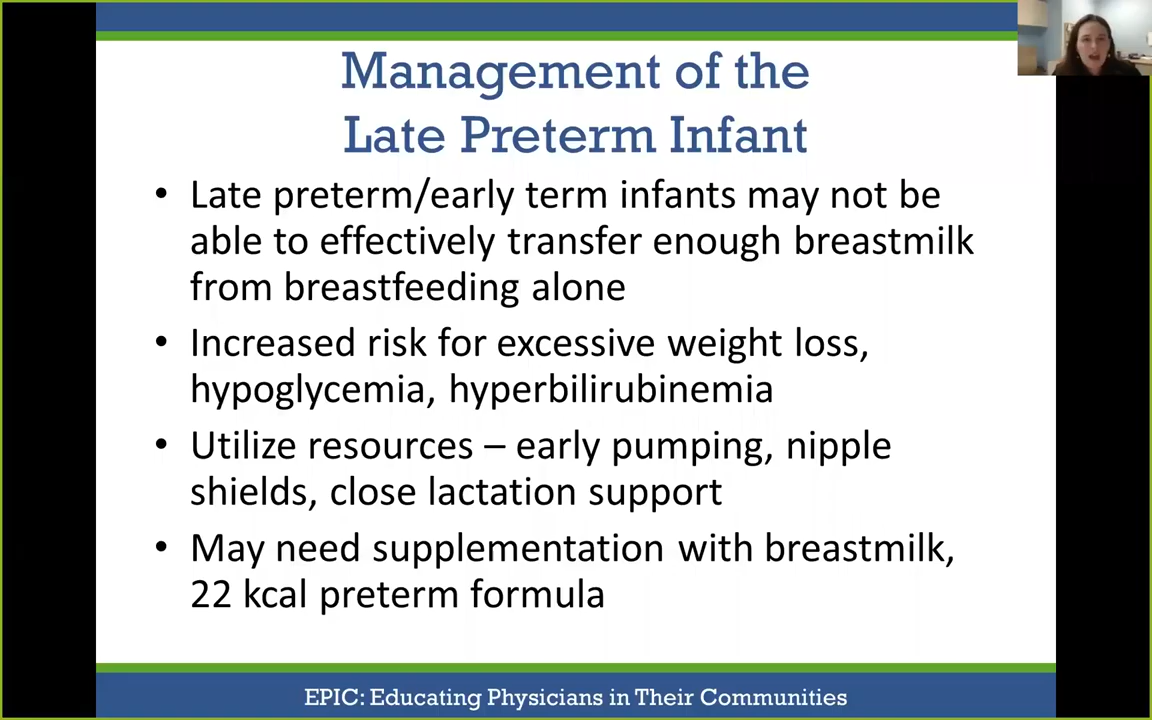 Management of the
Late Preterm Infant
• Late preterm/early term infants may not be
able to effectively transfer enough breastmilk
from breastfeeding alone
• Increased risk for excessive weight loss,
hypoglycemia, hyperbilirubinemia
• Utilize resources – early pumping, nipple
shields, close lactation support
• May need supplementation with breastmilk,
22 kcal preterm formula
EPIC: Educating Physicians in Their Communities